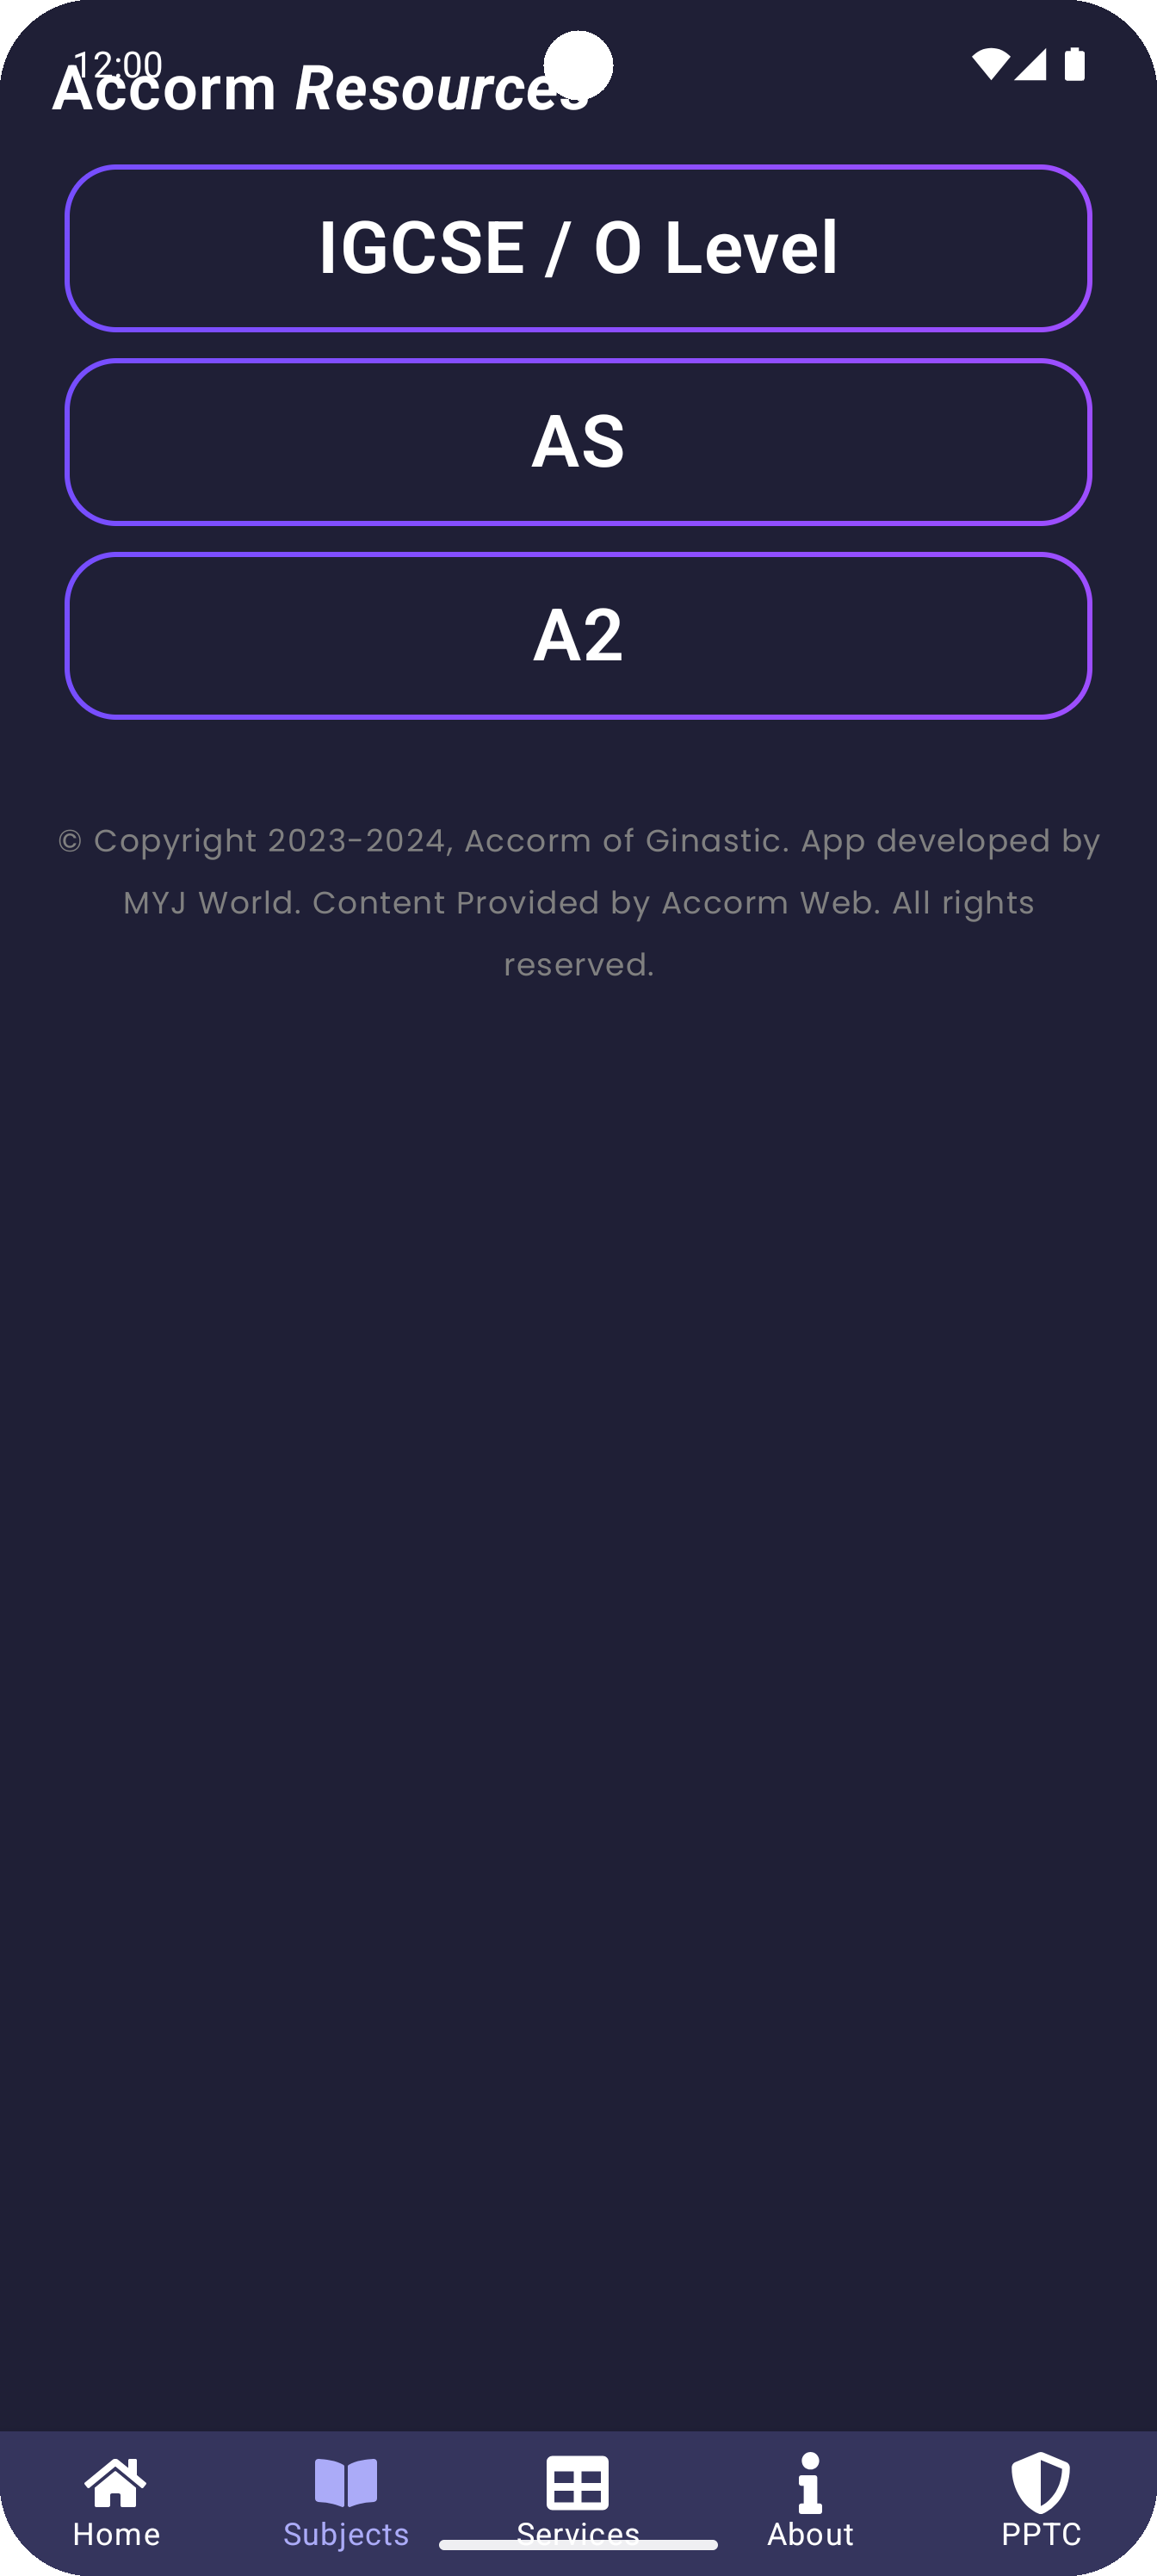 12:00
Accorm Resources
IGCSE / O Level
AS
A2
© Copyright 2023-2024, Accorm of Ginastic. App developed by
MYJ World. Content Provided by Accorm Web. All rights
reserved.
Home
Subjects
Services
About
PPTC